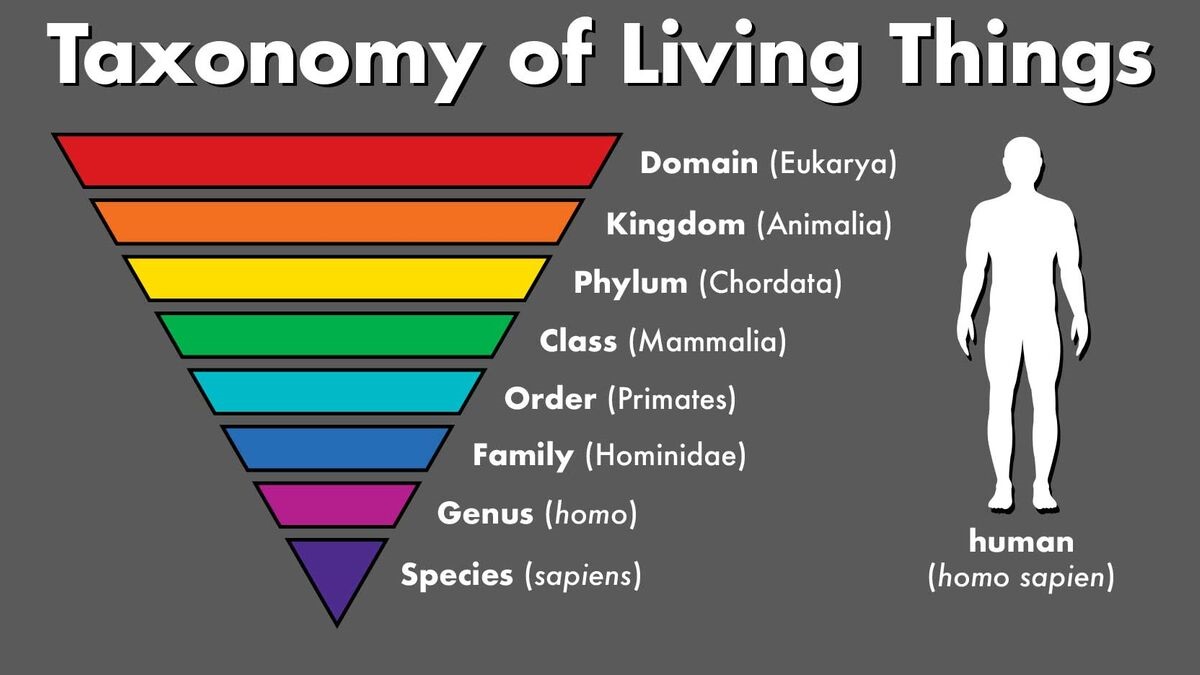 Taxonomy of Living Things
Domain (Eukarya)
Kingdom (Animalia)
Phylum (Chordata)
Class (Mammalia)
Order (Primates)
Family (Hominidae)
Genus (homo)
Species (sapiens)
human
(homo sapien)